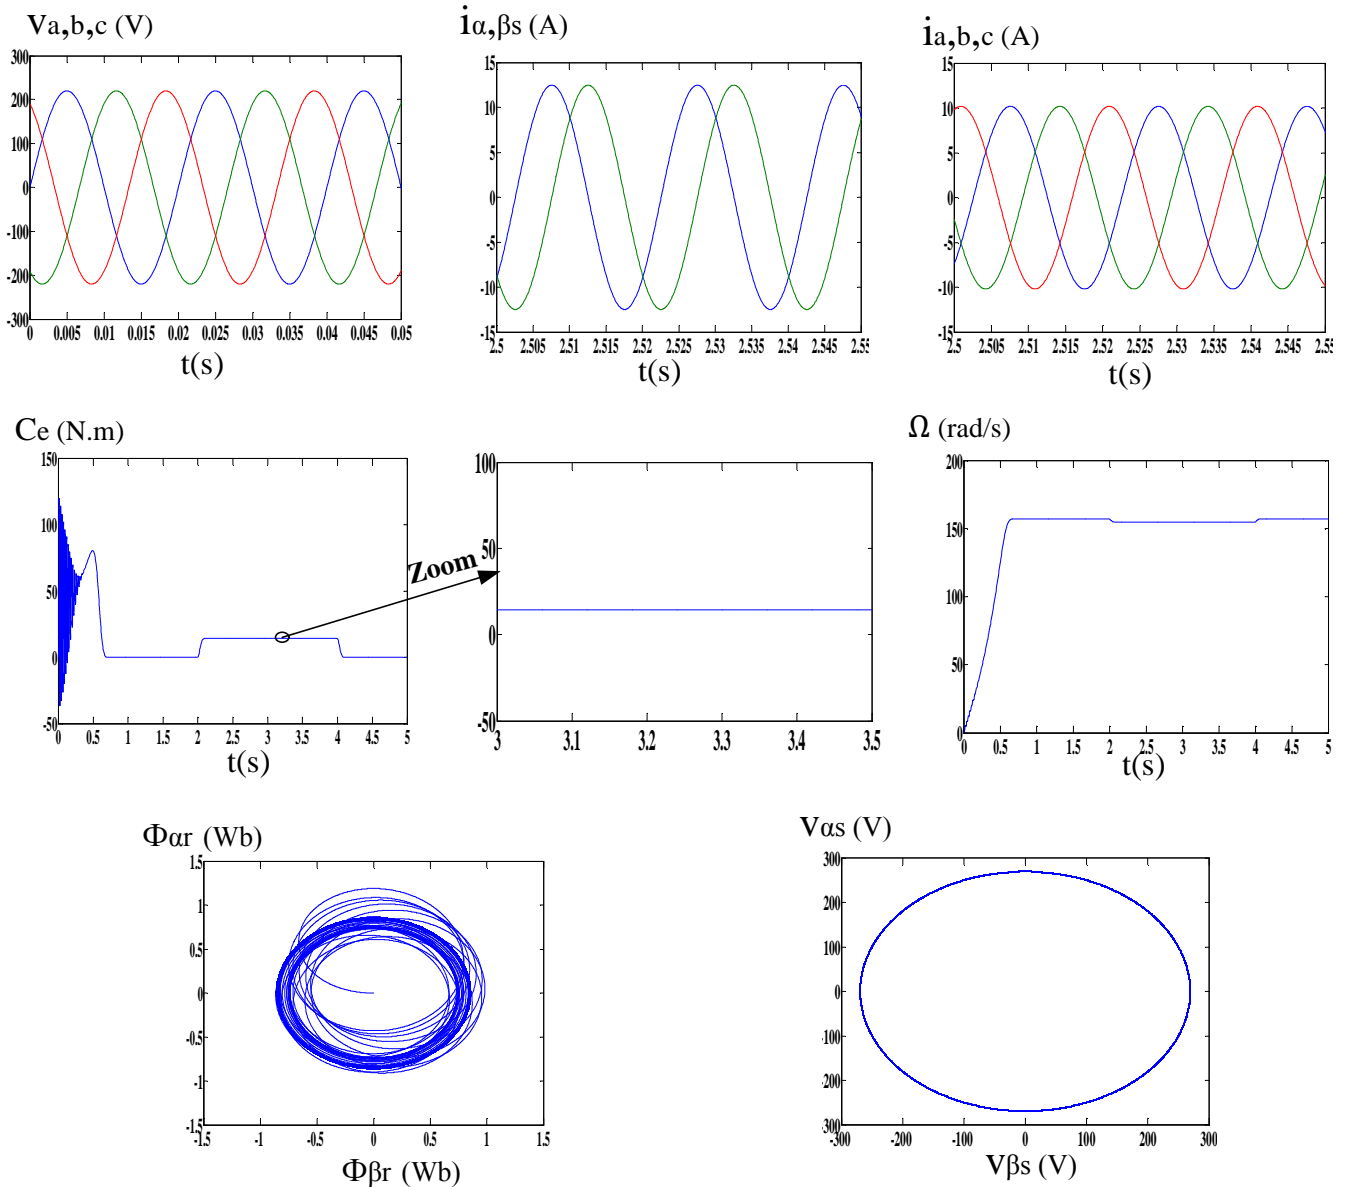 va,b,c (V)
300
200
100
0
-100
-200
-300
0 0.005 0.01 0.015 0.02 0.025 0.03 0.035 0.04 0.045 0.05
t(s)
iα,βs (A)
15
10
5
0
-5
-10
-15
2.5 2.505 2.51 2.515 2.52 2.525 2.53 2.535 2.54 2.545 2.55
t(s)
ia,b,c (A)
15
10
5
0
-5
-10
-15
2.5 2.505 2.51 2.515 2.52 2.525 2.53 2.535 2.54 2.545 2.55
t(s)
Ce (N.m)
150
100
50
0
-50
0 0.5 1 1.5 2 2.5 3 3.5 4 4.5 5
t(s)
Zoom
100
50
0
-50
3 3.1 3.2 3.3 3.4 3.5
Ω (rad/s)
200
150
100
50
0
0 0.5 1 1.5 2 2.5 3 3.5 4 4.5 5
t(s)
Φαr (Wb)
1.5
1
0.5
0
-0.5
-1
-1.5
-1.5 -1 -0.5 0 0.5 1 1.5
Φβr (Wb)
vαs (V)
300
200
100
0
-100
-200
300
-300 -200 -100 0 100 200 300
vβs (V)